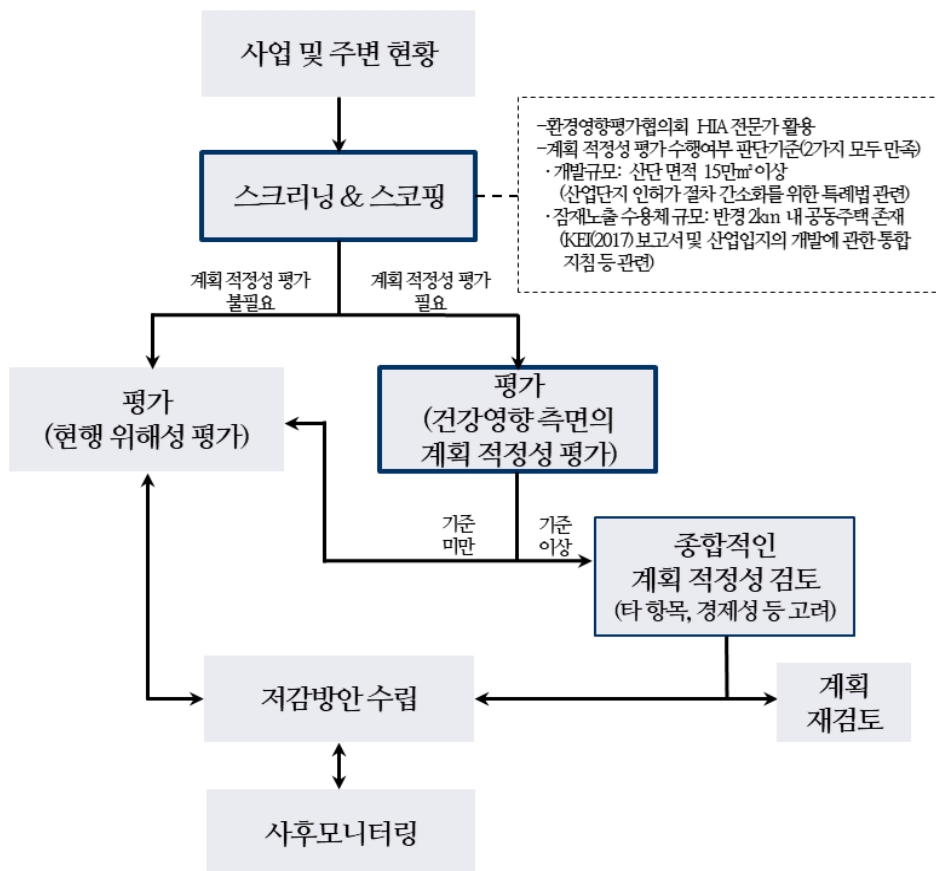 사업 및 주변 현황
스크리닝 & 스코핑
-환경영향평가협의회 HIA 전문가 활용
-계획 적정성 평가 수행여부 판단기준(2가지 모두 만족)
· 개발규모: 산단 면적 15만㎡ 이상
(산업단지 인허가 절차 간소화를 위한 특례법 관련)
· 잠재노출 수용체 규모: 반경 2km 내 공동주택 존재
(KEI(2017) 보고서 및 산업입지의 개발에 관한 통합
지침 등 관련)
계획 적정성 평가
불필요
계획 적정성 평가
필요
평가
(현행 위해성 평가)
평가
(건강영향 측면의
계획 적정성 평가)
기준
미만
기준
이상
종합적인
계획 적정성 검토
(타 항목, 경제성 등 고려)
저감방안 수립
계획
재검토
사후모니터링